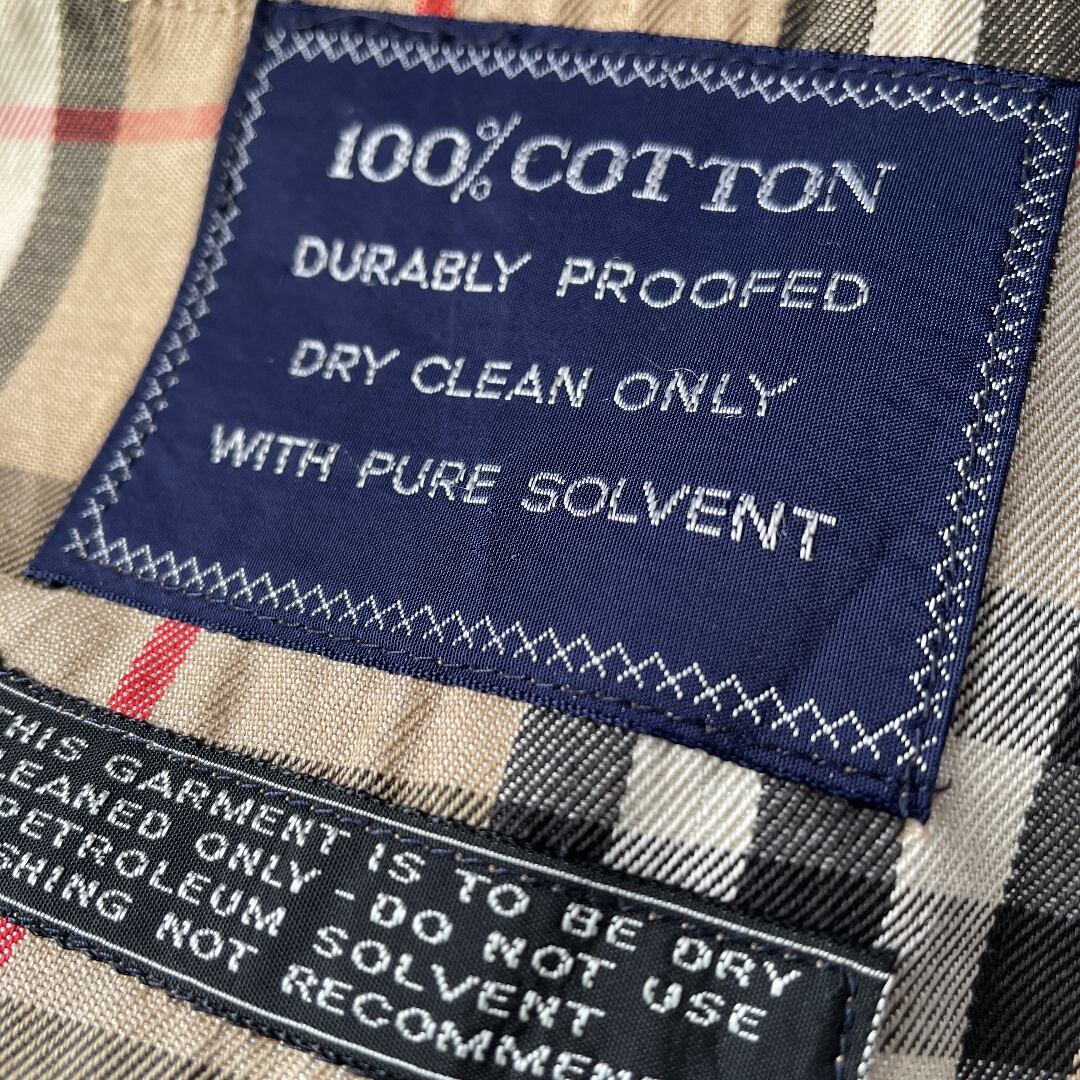 100% COTTON
DURABLY PROOFED
DRY CLEAN ONLY
WITH PURE SOLVENT
THIS GARMENT IS TO BE DRY
LEANED ONLY - DO NOT USE
PETROLEUM SOLVENT
SHING NOT RECOMMEN